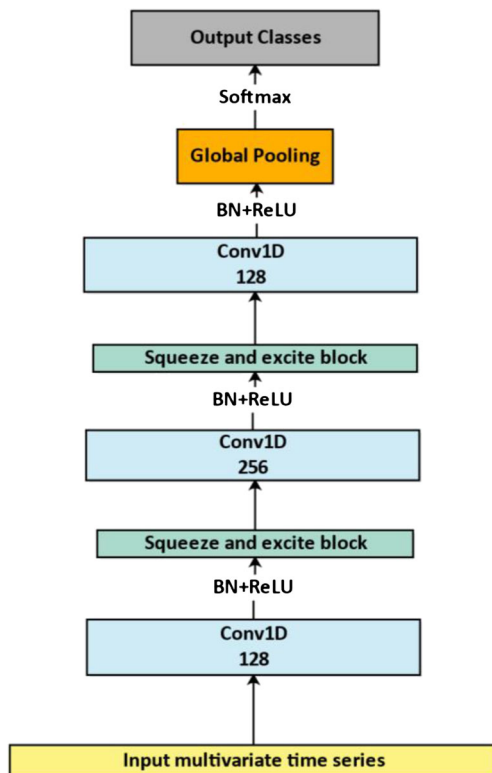 Output Classes
Softmax
Global Pooling
BN+ReLU
Conv1D
128
Squeeze and excite block
BN+ReLU
Conv1D
256
Squeeze and excite block
BN+ReLU
Conv1D
128
Input multivariate time series